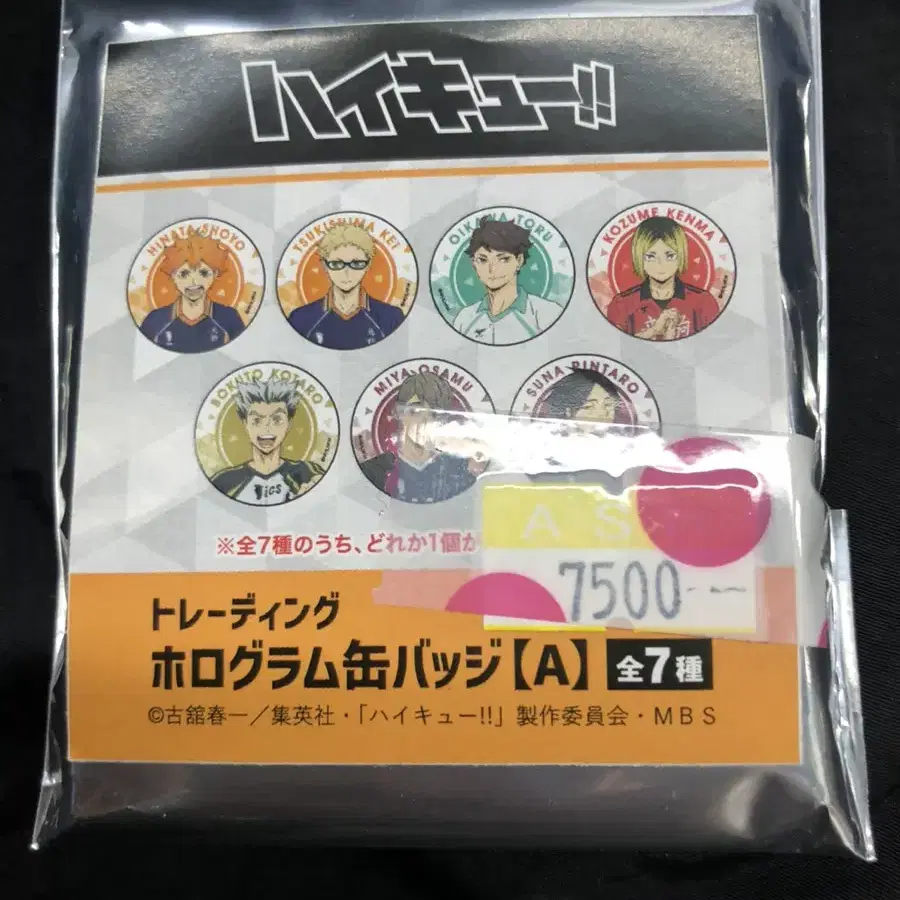 ハイキュー!!
HINATA SHOYO
TSUKISHIMA KEI
OIKAWA TORU
KOZUME KENMA
BOKUTO KOTARO
MIYA OSAMU
SUNA RINTARO
※全7種のうち、どれか1個が
A S
7500
トレーディング
ホログラム缶バッジ【A】 全7種
©古舘春一／集英社・「ハイキュー!!」製作委員会・MBS